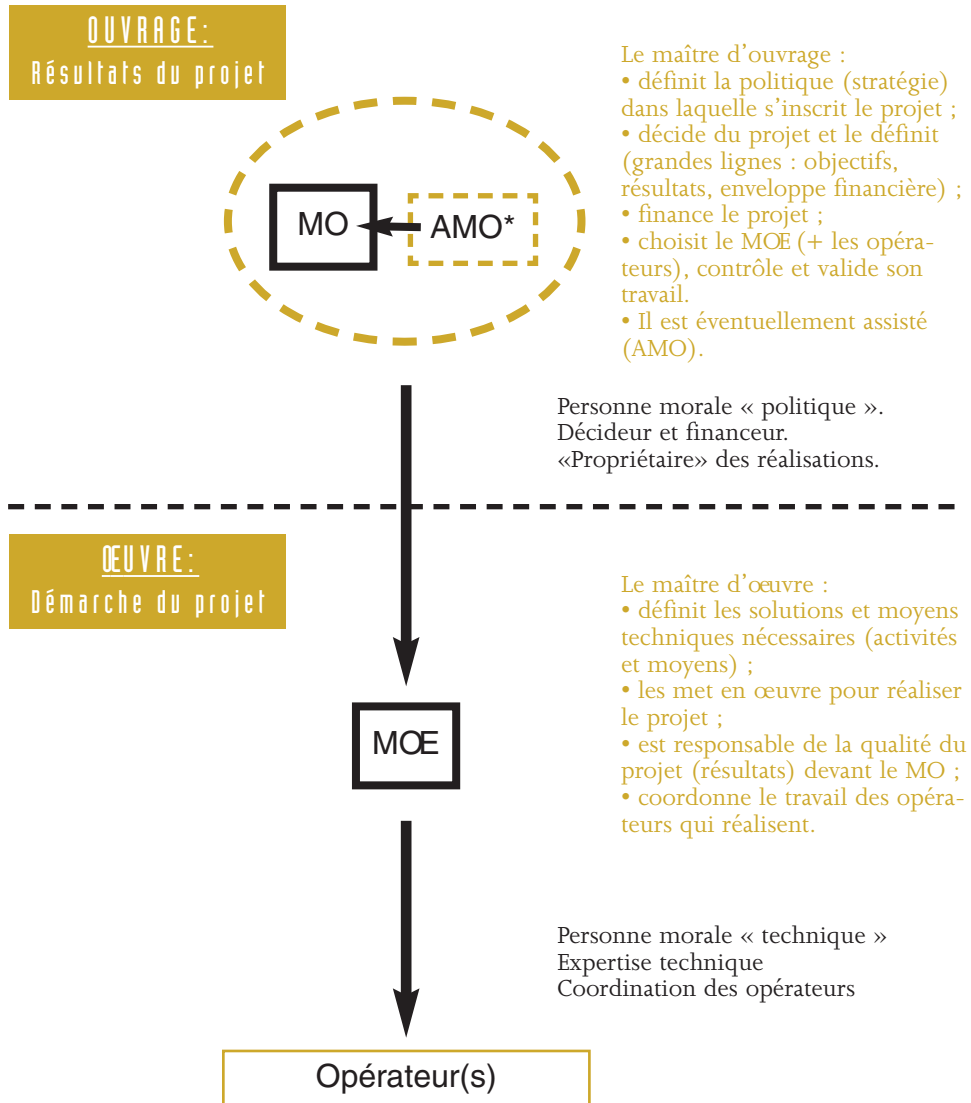 OUVRAGE:
Résultats du projet
Le maître d’ouvrage :
• définit la politique (stratégie)
dans laquelle s’inscrit le projet ;
• décide du projet et le définit
(grandes lignes : objectifs,
résultats, enveloppe financière) ;
• finance le projet ;
• choisit le MŒ (+ les opéra-
teurs), contrôle et valide son
travail.
• Il est éventuellement assisté
(AMO).
MO
AMO*
Personne morale « politique ».
Décideur et financeur.
«Propriétaire» des réalisations.
ŒUVRE:
Démarche du projet
Le maître d’œuvre :
• définit les solutions et moyens
techniques nécessaires (activités
et moyens) ;
• les met en œuvre pour réaliser
le projet ;
• est responsable de la qualité du
projet (résultats) devant le MO ;
• coordonne le travail des opéra-
teurs qui réalisent.
MŒ
Personne morale « technique »
Expertise technique
Coordination des opérateurs
Opérateur(s)